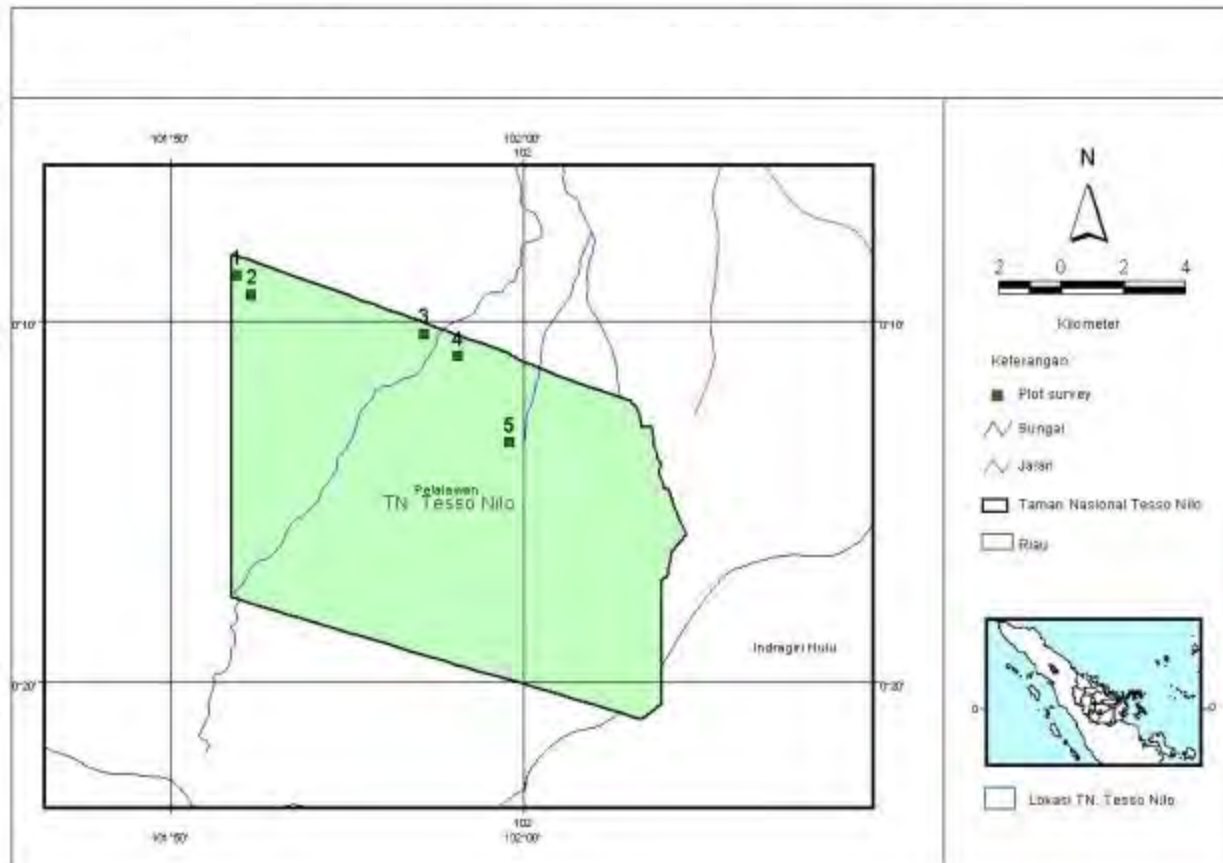 101°50'
102°00'
102
N
1
2
2 0 2 4
3
0°10'
0°10'
4
Kilometer
Keterangan
Plot survey
5
Sungai
Jalan
Pelalawan
TN. Tesso Nilo
Taman Nasional Tesso Nilo
Riau
Indragiri Hulu
0°20'
0
0
Lokasi TN. Tesso Nilo
102
101°50'
102°00'